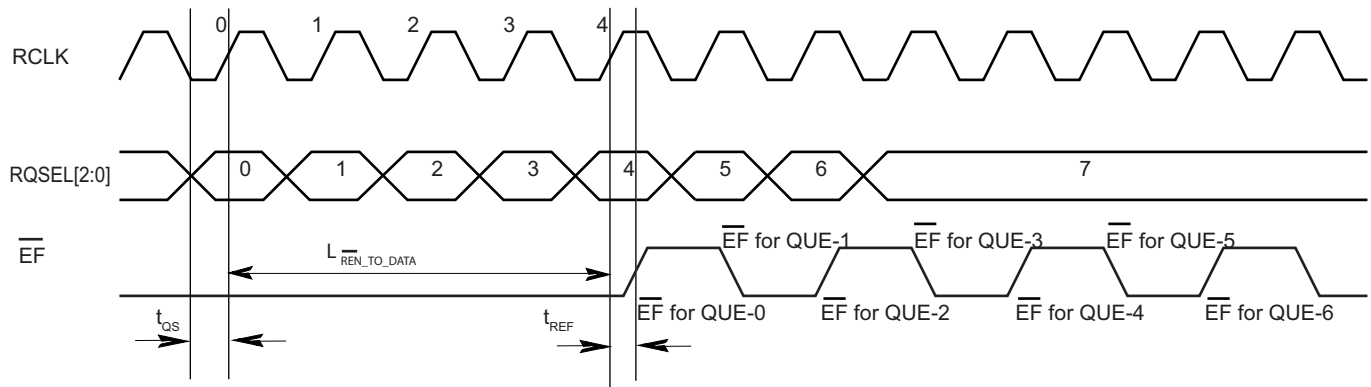 0 1 2 3 4
RCLK
RQSEL[2:0] 0 1 2 3 4 5 6 7
EF for QUE-1 EF for QUE-3 EF for QUE-5
EF
L REN_TO_DATA
EF for QUE-0 EF for QUE-2 EF for QUE-4 EF for QUE-6
tQS tREF